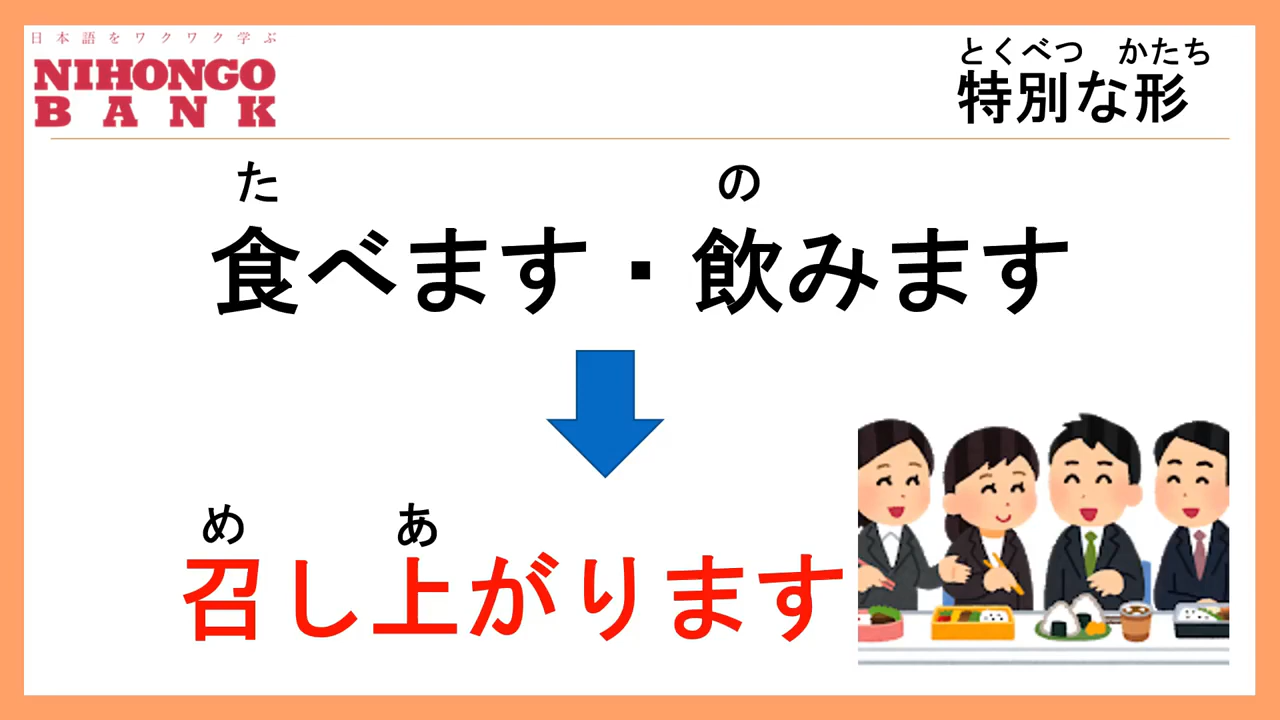 日本語をワクワク学ぶ
NIHONGO
BANK
とくべつ かたち
特別な形
た の
食べます・飲みます
め あ
召し上がります